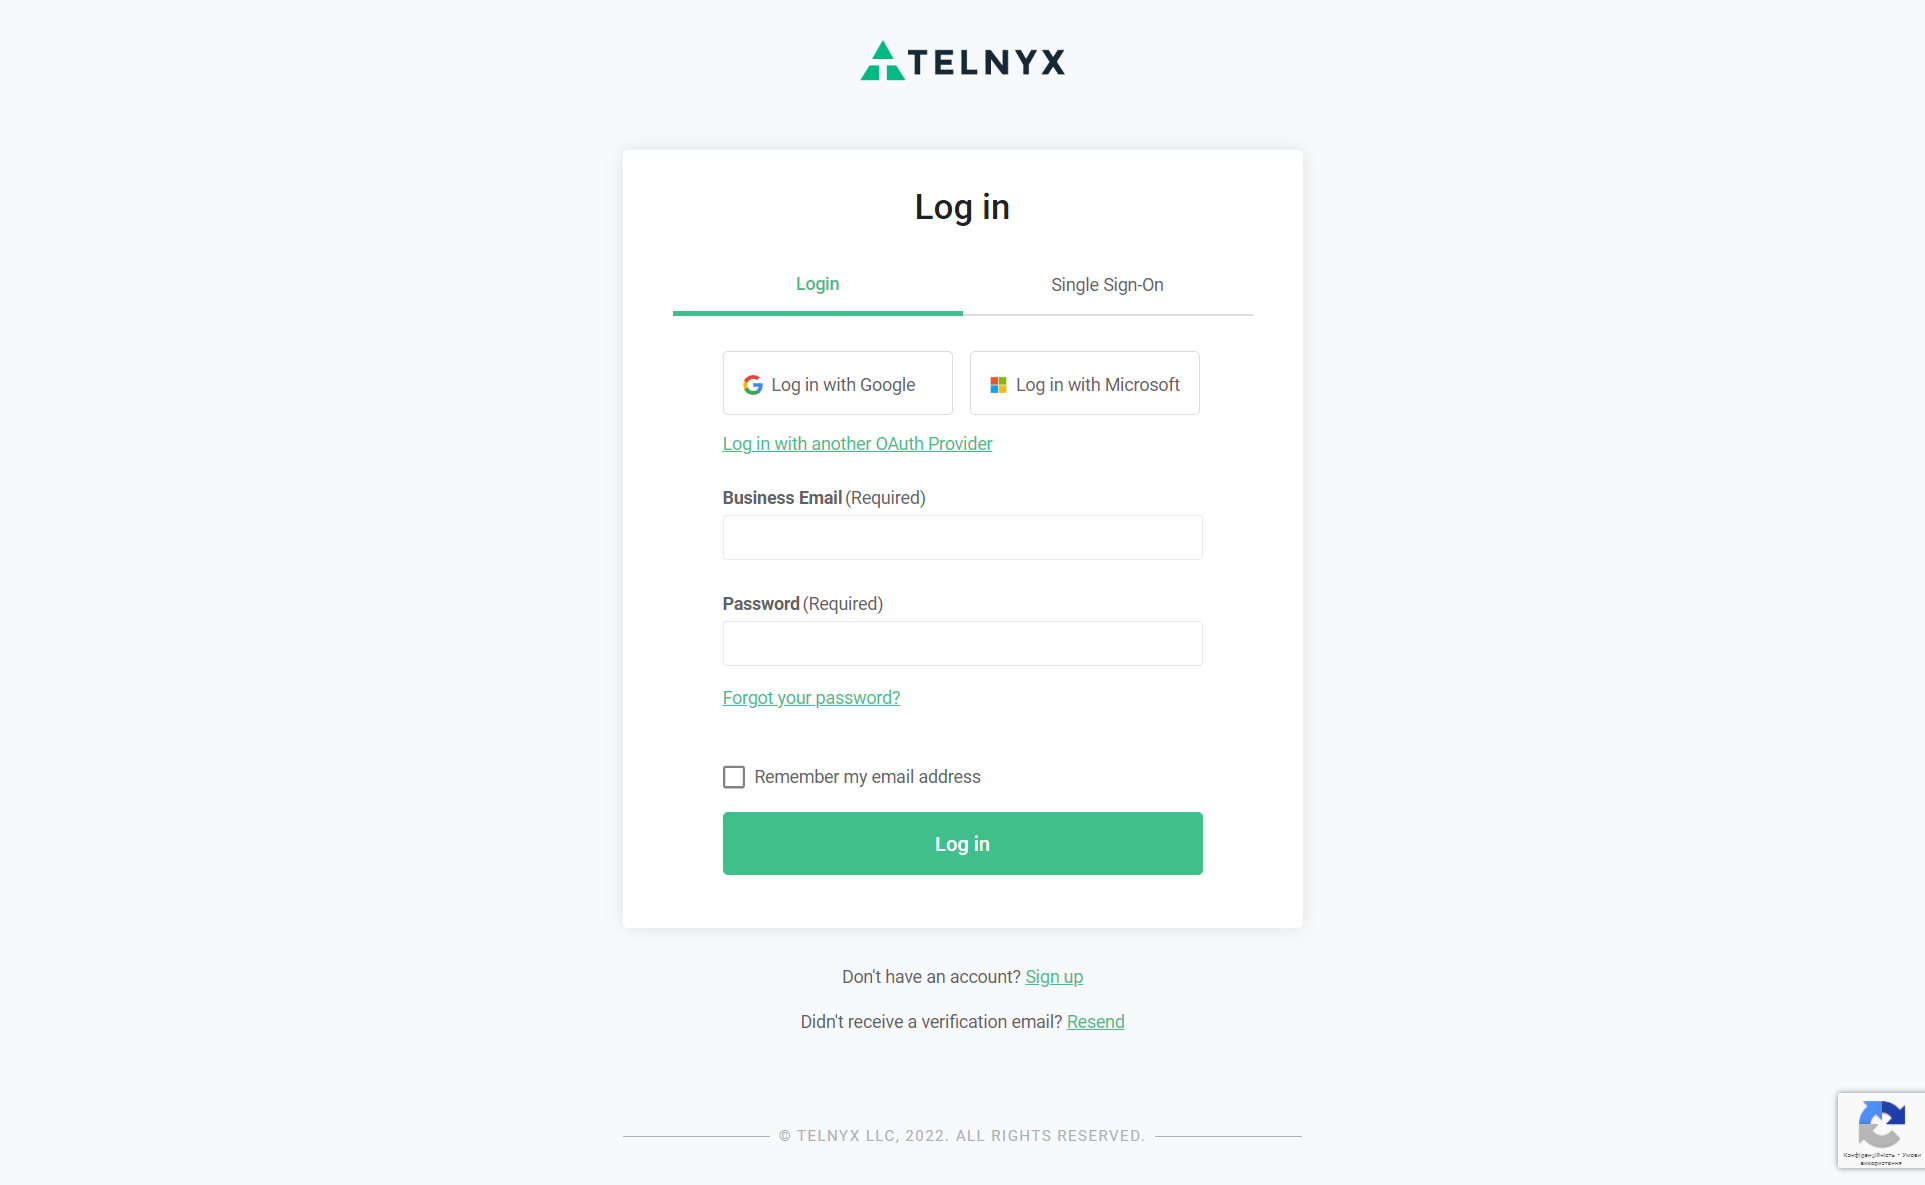 TELNYX
Log in
Login
Single Sign-On
Log in with Google
Log in with Microsoft
Log in with another OAuth Provider
Business Email (Required)
Password (Required)
Forgot your password?
Remember my email address
Log in
Don't have an account? Sign up
Didn't receive a verification email? Resend
© TELNYX LLC, 2022. ALL RIGHTS RESERVED.
Конфіденційність - Умови
використання